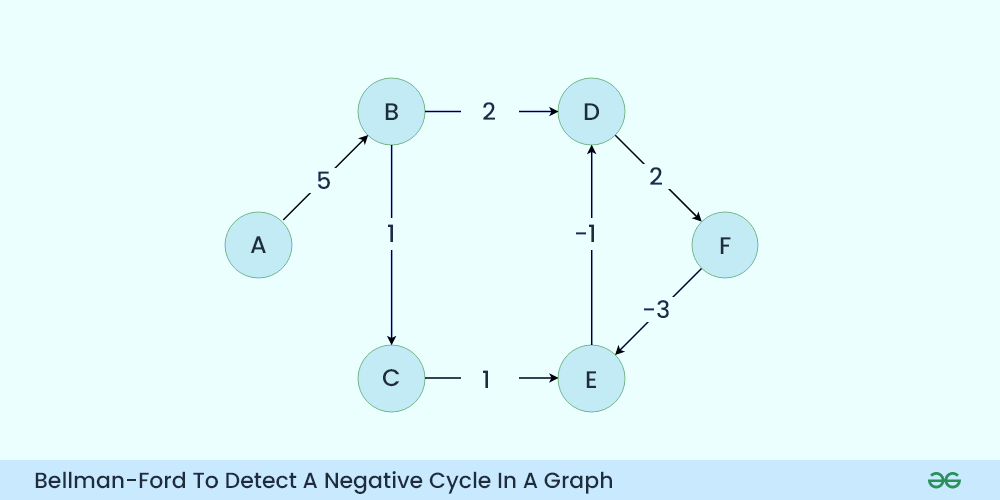 B
2
D
5
2
A
1
-1
F
-3
C
1
E
Bellman-Ford To Detect A Negative Cycle In A Graph